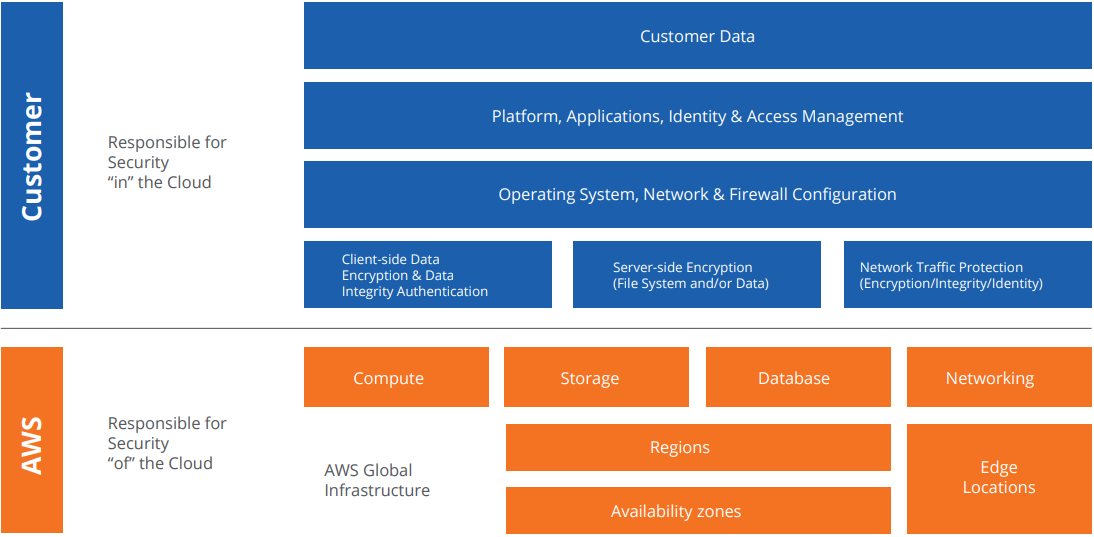 Customer
Responsible for
Security
“in” the Cloud
Customer Data
Platform, Applications, Identity & Access Management
Operating System, Network & Firewall Configuration
Client-side Data
Encryption & Data
Integrity Authentication
Server-side Encryption
(File System and/or Data)
Network Traffic Protection
(Encryption/Integrity/Identity)
AWS
Responsible for
Security
“of” the Cloud
Compute
Storage
Database
Networking
AWS Global
Infrastructure
Regions
Availability zones
Edge
Locations